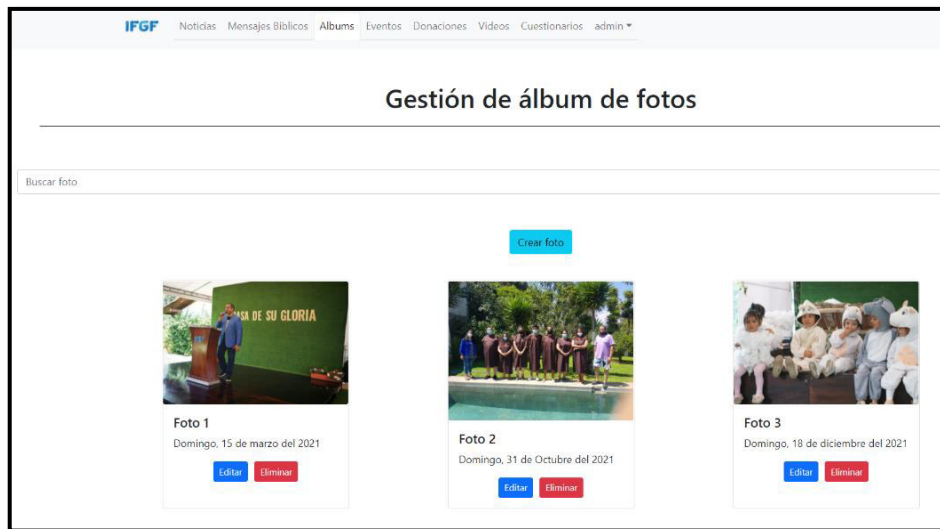 IFGF Noticias Mensajes Bíblicos Albums Eventos Donaciones Videos Cuestionarios admin
Gestión de álbum de fotos
Buscar foto
Crear foto
ASA DE SU GLORIA
Foto 1
Domingo, 15 de marzo del 2021
Editar Eliminar
Foto 2
Domingo, 31 de Octubre del 2021
Editar Eliminar
Foto 3
Domingo, 18 de diciembre del 2021
Editar Eliminar